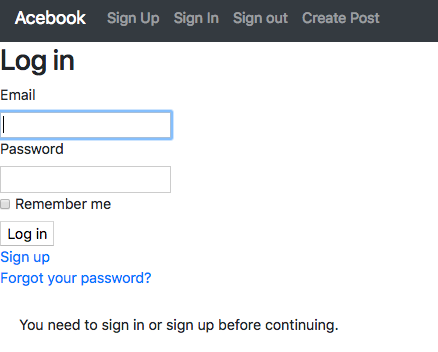 Acebook Sign Up Sign In Sign out Create Post
Log in
Email
Password
Remember me
Log in
Sign up
Forgot your password?
You need to sign in or sign up before continuing.